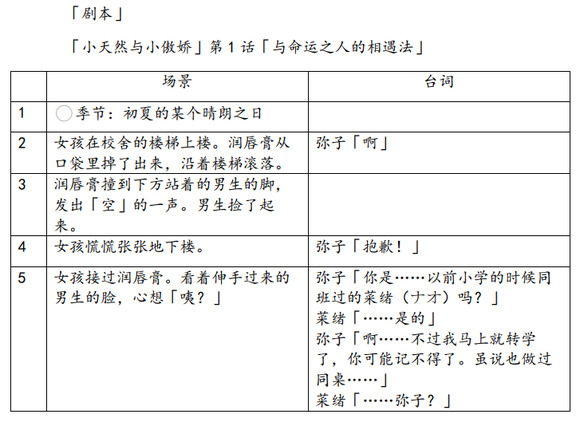 「剧本」
「小天然与小傲娇」第1话「与命运之人的相遇法」
场景
台词
1
○季节：初夏的某个晴朗之日
2
女孩在校舍的楼梯上楼。润唇膏从
口袋里掉了出来，沿着楼梯滚落。
弥子「啊」
3
润唇膏撞到下方站着的男生的脚，
发出「空」的一声。男生捡了起
来。
4
女孩慌慌张张地下楼。
弥子「抱歉！」
5
女孩接过润唇膏。看着伸手过来的
男生的脸，心想「咦？」
弥子「你是……以前小学的时候同
班过的菜绪（ナオ）吗？」
菜绪「……是的」
弥子「啊……不过我马上就转学
了，你可能记不得了。虽说也做过
同桌……」
菜绪「……弥子？」